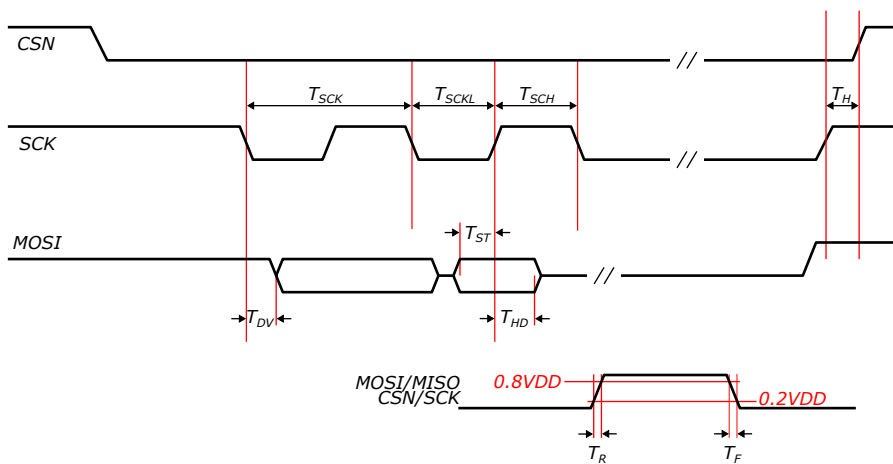 CSN
T_SCK
T_SCKL
T_SCH
T_H
SCK
//
//
MOSI
T_ST
//
T_DV
T_HD
MOSI/MISO
CSN/SCK
0.8VDD
0.2VDD
T_R
T_F